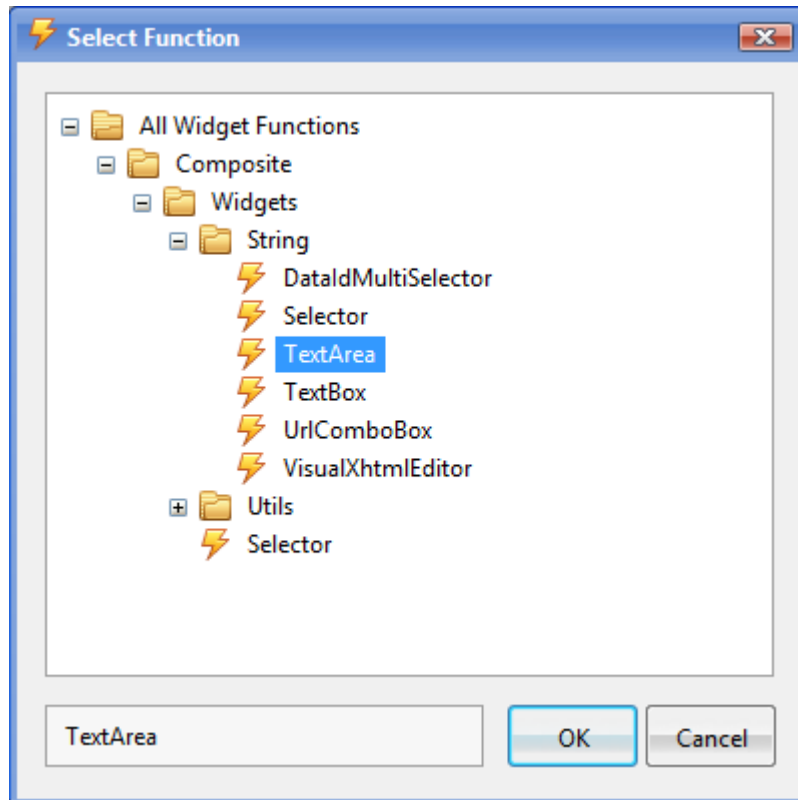 Select Function
All Widget Functions
Composite
Widgets
String
DataIdMultiSelector
Selector
TextArea
TextBox
UrlComboBox
VisualXhtmlEditor
Utils
Selector
TextArea OK Cancel